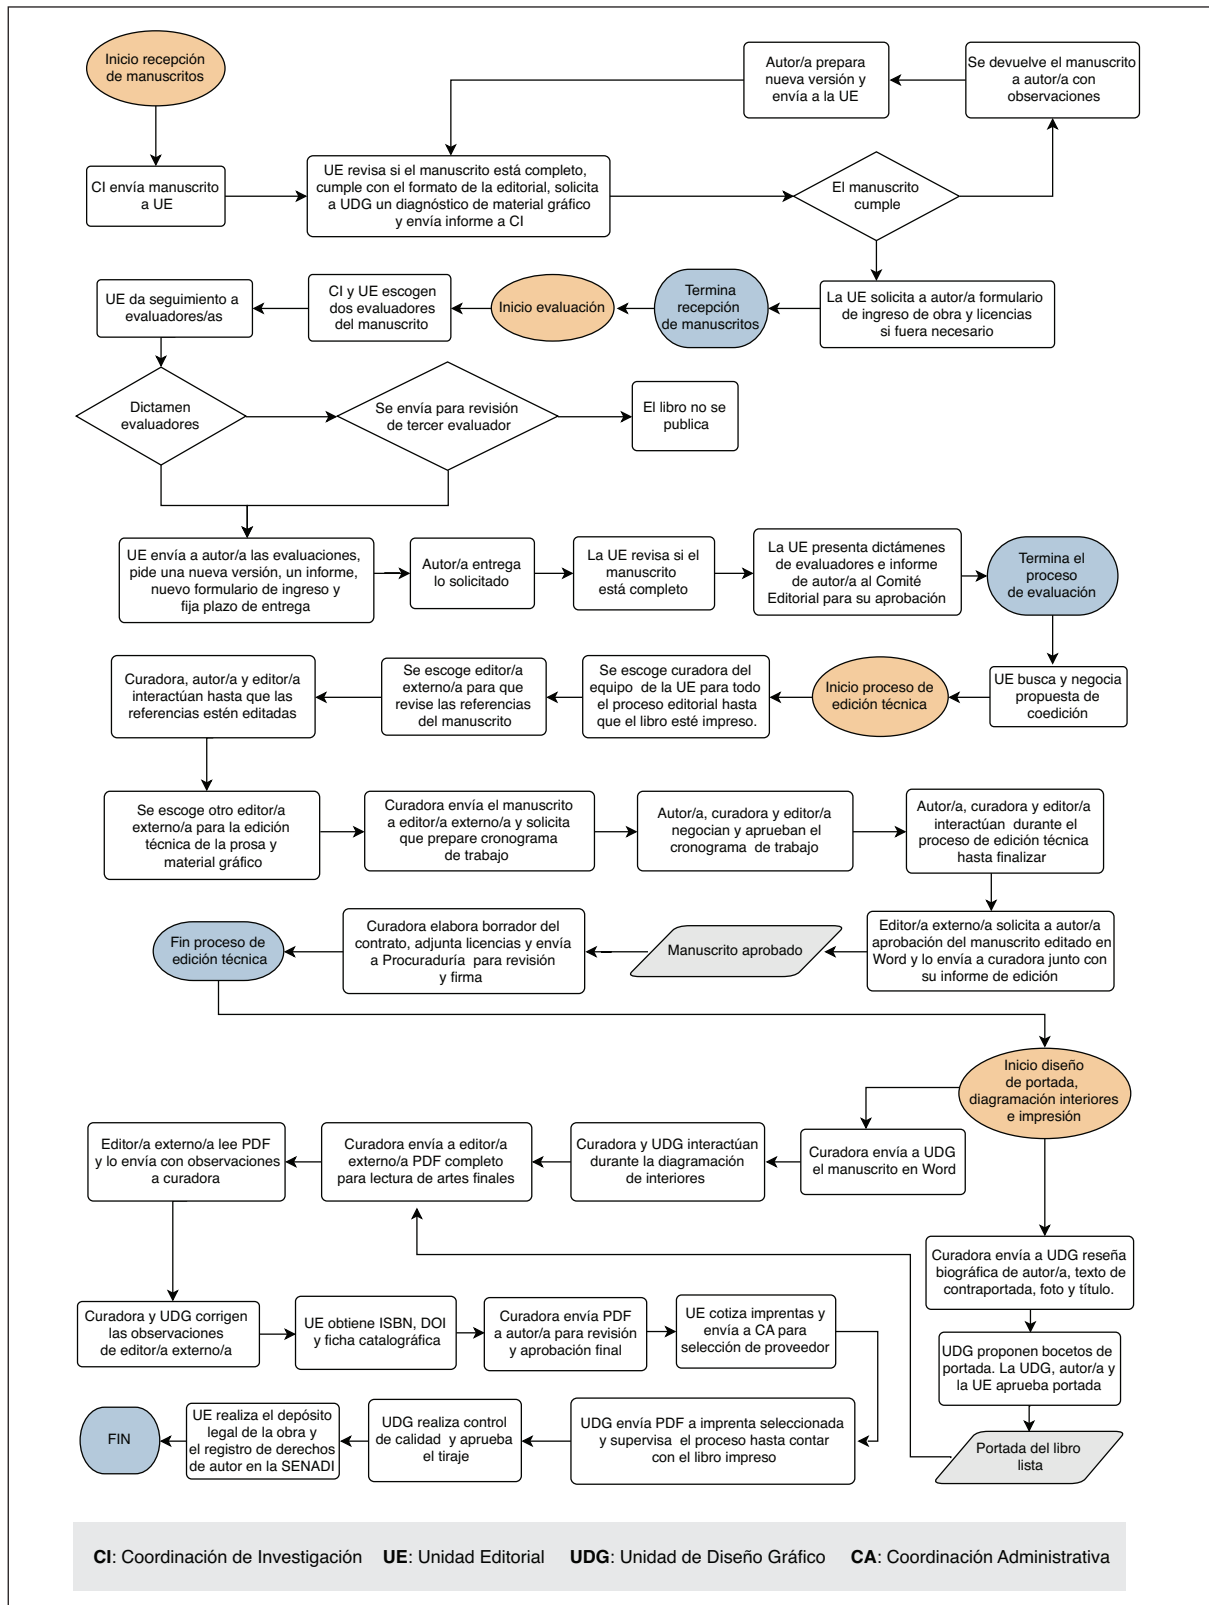 Inicio recepción
de manuscritos
CI envía manuscrito
a UE
UE revisa si el manuscrito está completo,
cumple con el formato de la editorial, solicita
a UDG un diagnóstico de material gráfico
y envía informe a CI
El manuscrito
cumple
Se devuelve el manuscrito
a autor/a con
observaciones
Autor/a prepara
nueva versión y
envía a la UE
La UE solicita a autor/a formulario
de ingreso de obra y licencias
si fuera necesario
Termina
recepción
de manuscritos
Inicio evaluación
CI y UE escogen
dos evaluadores
del manuscrito
UE da seguimiento a
evaluadores/as
Dictamen
evaluadores
Se envía para revisión
de tercer evaluador
El libro no se
publica
UE envía a autor/a las evaluaciones,
pide una nueva versión, un informe,
nuevo formulario de ingreso y
fija plazo de entrega
Autor/a entrega
lo solicitado
La UE revisa si el
manuscrito
está completo
La UE presenta dictámenes
de evaluadores e informe
de autor/a al Comité
Editorial para su aprobación
Termina el
proceso
de evaluación
UE busca y negocia
propuesta de
coedición
Inicio proceso de
edición técnica
Se escoge curadora del
equipo de la UE para todo
el proceso editorial hasta
que el libro esté impreso.
Se escoge editor/a
externo/a para que
revise las referencias
del manuscrito
Curadora, autor/a y editor/a
interactúan hasta que las
referencias estén editadas
Se escoge otro editor/a
externo/a para la edición
técnica de la prosa y
material gráfico
Curadora envía el manuscrito
a editor/a externo/a y solicita
que prepare cronograma
de trabajo
Autor/a, curadora y editor/a
negocian y aprueban el
cronograma de trabajo
Autor/a, curadora y editor/a
interactúan durante el
proceso de edición técnica
hasta finalizar
Editor/a externo/a solicita a autor/a
aprobación del manuscrito editado en
Word y lo envía a curadora junto con
su informe de edición
Manuscrito aprobado
Curadora elabora borrador del
contrato, adjunta licencias y envía
a Procuraduría para revisión
y firma
Fin proceso de
edición técnica
Inicio diseño
de portada,
diagramación interiores
e impresión
Curadora envía a UDG
el manuscrito en Word
Curadora y UDG interactúan
durante la diagramación
de interiores
Curadora envía a editor/a
externo/a PDF completo
para lectura de artes finales
Editor/a externo/a lee PDF
y lo envía con observaciones
a curadora
Curadora envía a UDG reseña
biográfica de autor/a, texto de
contraportada, foto y título.
UDG proponen bocetos de
portada. La UDG, autor/a y
la UE aprueba portada
Portada del libro
lista
Curadora y UDG corrigen
las observaciones
de editor/a externo/a
UE obtiene ISBN, DOI
y ficha catalográfica
Curadora envía PDF
a autor/a para revisión
y aprobación final
UE cotiza imprentas y
envía a CA para
selección de proveedor
UDG envía PDF a imprenta seleccionada
y supervisa el proceso hasta contar
con el libro impreso
UDG realiza control
de calidad y aprueba
el tiraje
UE realiza el depósito
legal de la obra y
el registro de derechos
de autor en la SENADI
FIN
CI: Coordinación de Investigación UE: Unidad Editorial UDG: Unidad de Diseño Gráfico CA: Coordinación Administrativa